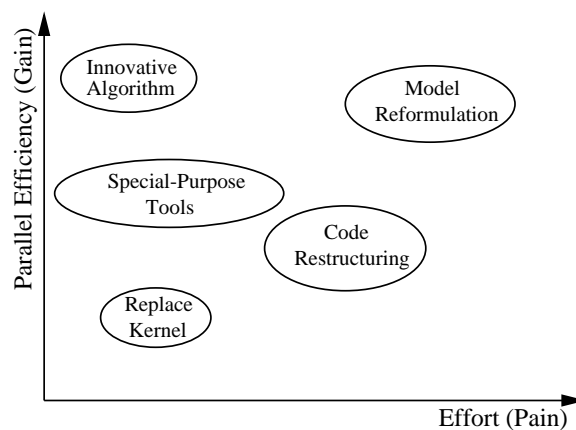 Parallel Efficiency (Gain)
Innovative
Algorithm
Model
Reformulation
Special-Purpose
Tools
Code
Restructuring
Replace
Kernel
Effort (Pain)